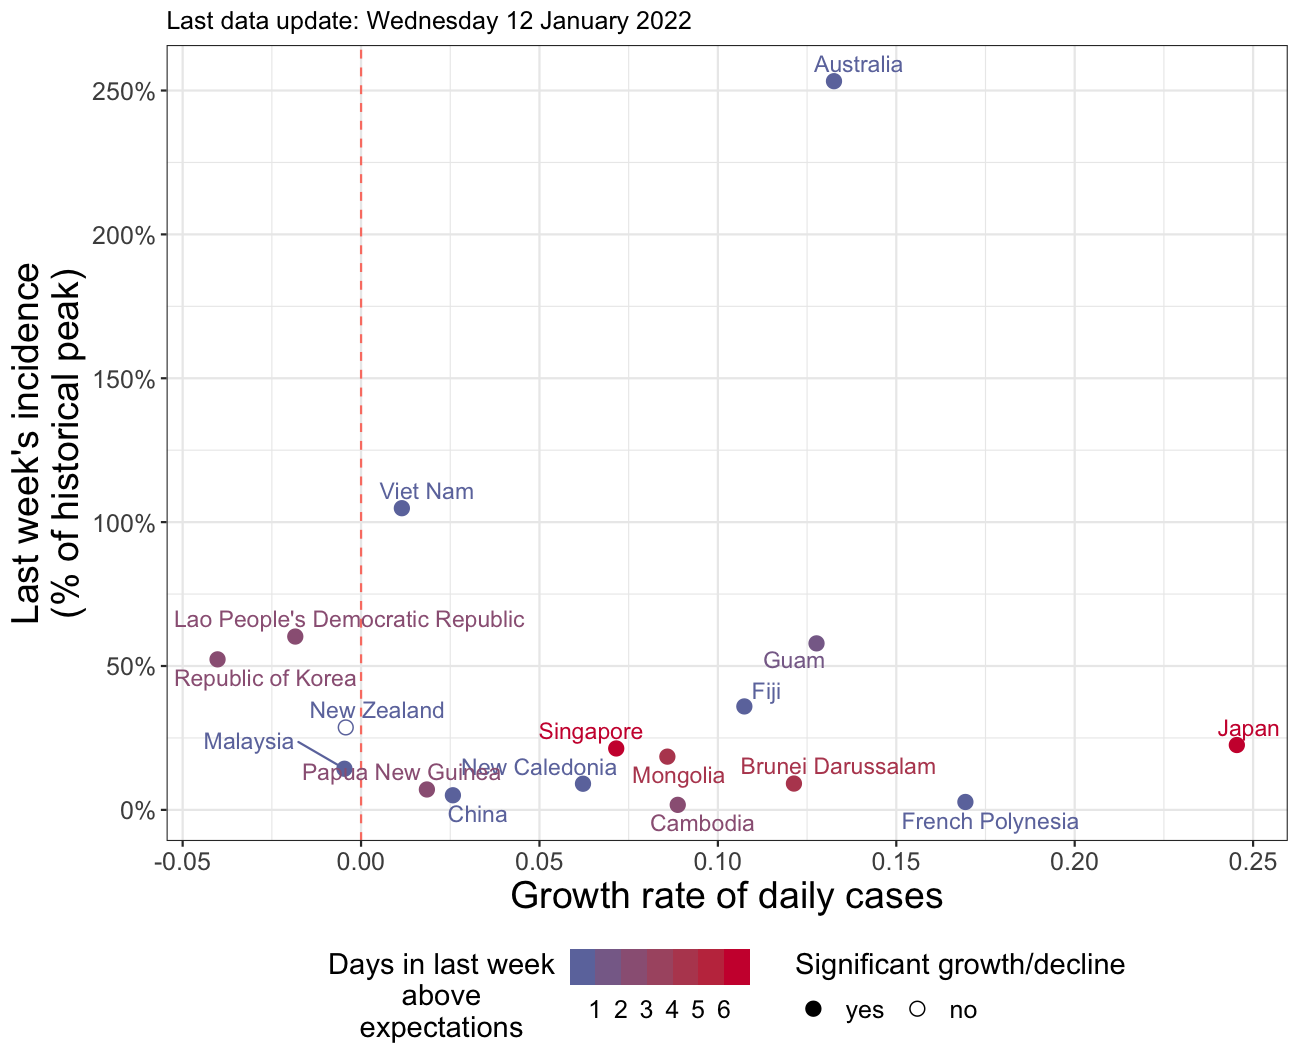 Last data update: Wednesday 12 January 2022
Last week's incidence
(% of historical peak)
250%
200%
150%
100%
50%
0%
Australia
Viet Nam
Lao People's Democratic Republic
Republic of Korea
Guam
Fiji
New Zealand
Malaysia
Singapore
Japan
Papua New Guinea
New Caledonia
Mongolia
Brunei Darussalam
China
Cambodia
French Polynesia
-0.05 0.00 0.05 0.10 0.15 0.20 0.25
Growth rate of daily cases
Days in last week
above
expectations
1 2 3 4 5 6
Significant growth/decline
yes no